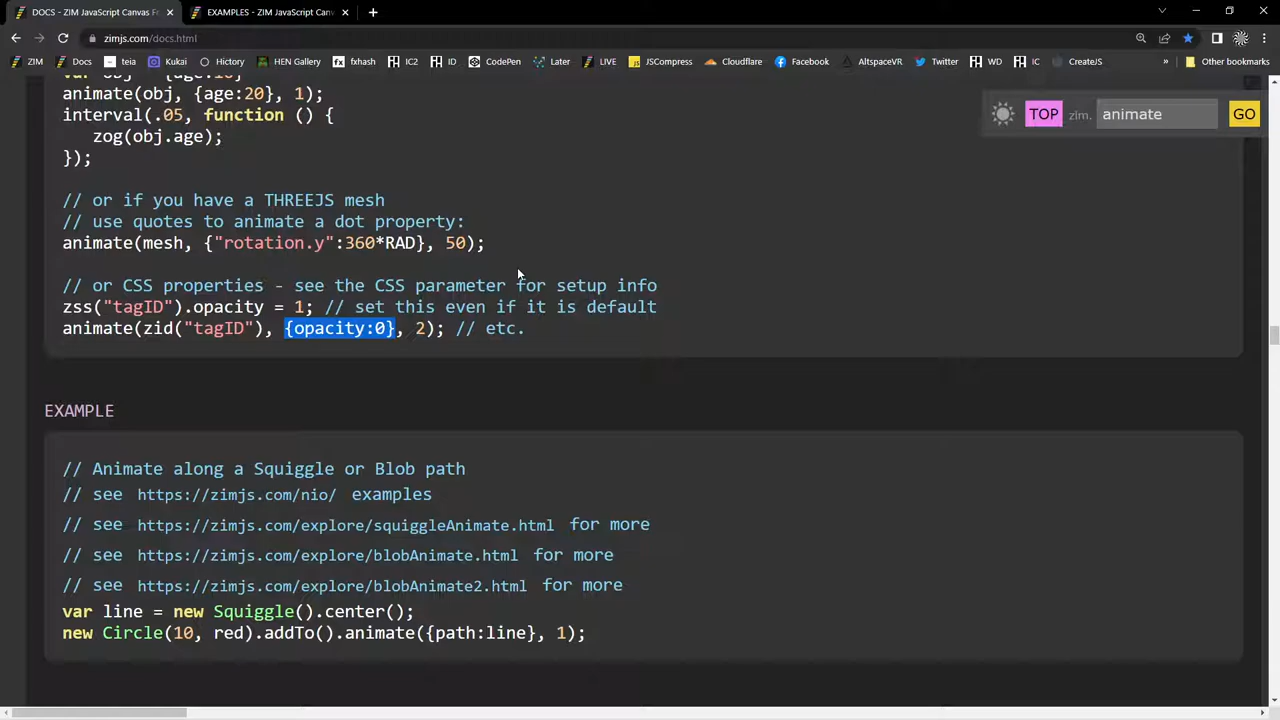 DOCS - ZIM JavaScript Canvas F
EXAMPLES - ZIM JavaScript Canv
zimjs.com/docs.html
ZIM
Docs
teia
Kukai
History
HEN Gallery
fxhash
IC2
ID
CodePen
Later
LIVE
JSCompress
Cloudflare
Facebook
AltspaceVR
Twitter
WD
IC
CreateJS
»
Other bookmarks
animate(obj, {age:20}, 1);
interval(.05, function () {
zog(obj.age);
});
TOP
zim.
animate
GO
// or if you have a THREEJS mesh
// use quotes to animate a dot property:
animate(mesh, {"rotation.y":360*RAD}, 50);
// or CSS properties - see the CSS parameter for setup info
zss("tagID").opacity = 1; // set this even if it is default
animate(zid("tagID"), {opacity:0}, 2); // etc.
EXAMPLE
// Animate along a Squiggle or Blob path
// see https://zimjs.com/nio/ examples
// see https://zimjs.com/explore/squiggleAnimate.html for more
// see https://zimjs.com/explore/blobAnimate.html for more
// see https://zimjs.com/explore/blobAnimate2.html for more
var line = new Squiggle().center();
new Circle(10, red).addTo().animate({path:line}, 1);